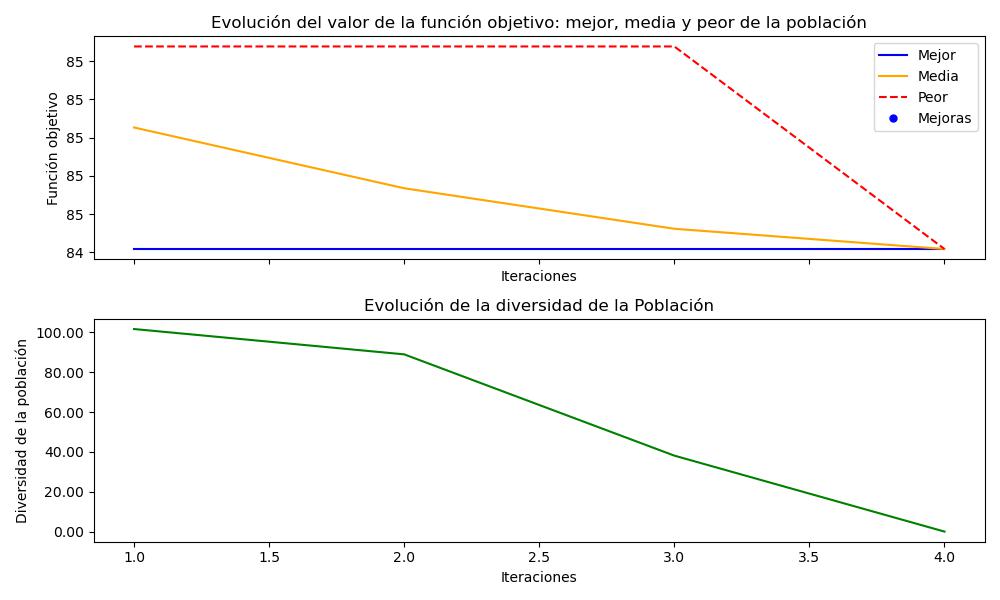 Evolución del valor de la función objetivo: mejor, media y peor de la población
Función objetivo
85
85
85
85
85
84
Mejor
Media
Peor
Mejoras
Iteraciones
Evolución de la diversidad de la Población
Diversidad de la población
100.00
80.00
60.00
40.00
20.00
0.00
1.0 1.5 2.0 2.5 3.0 3.5 4.0
Iteraciones